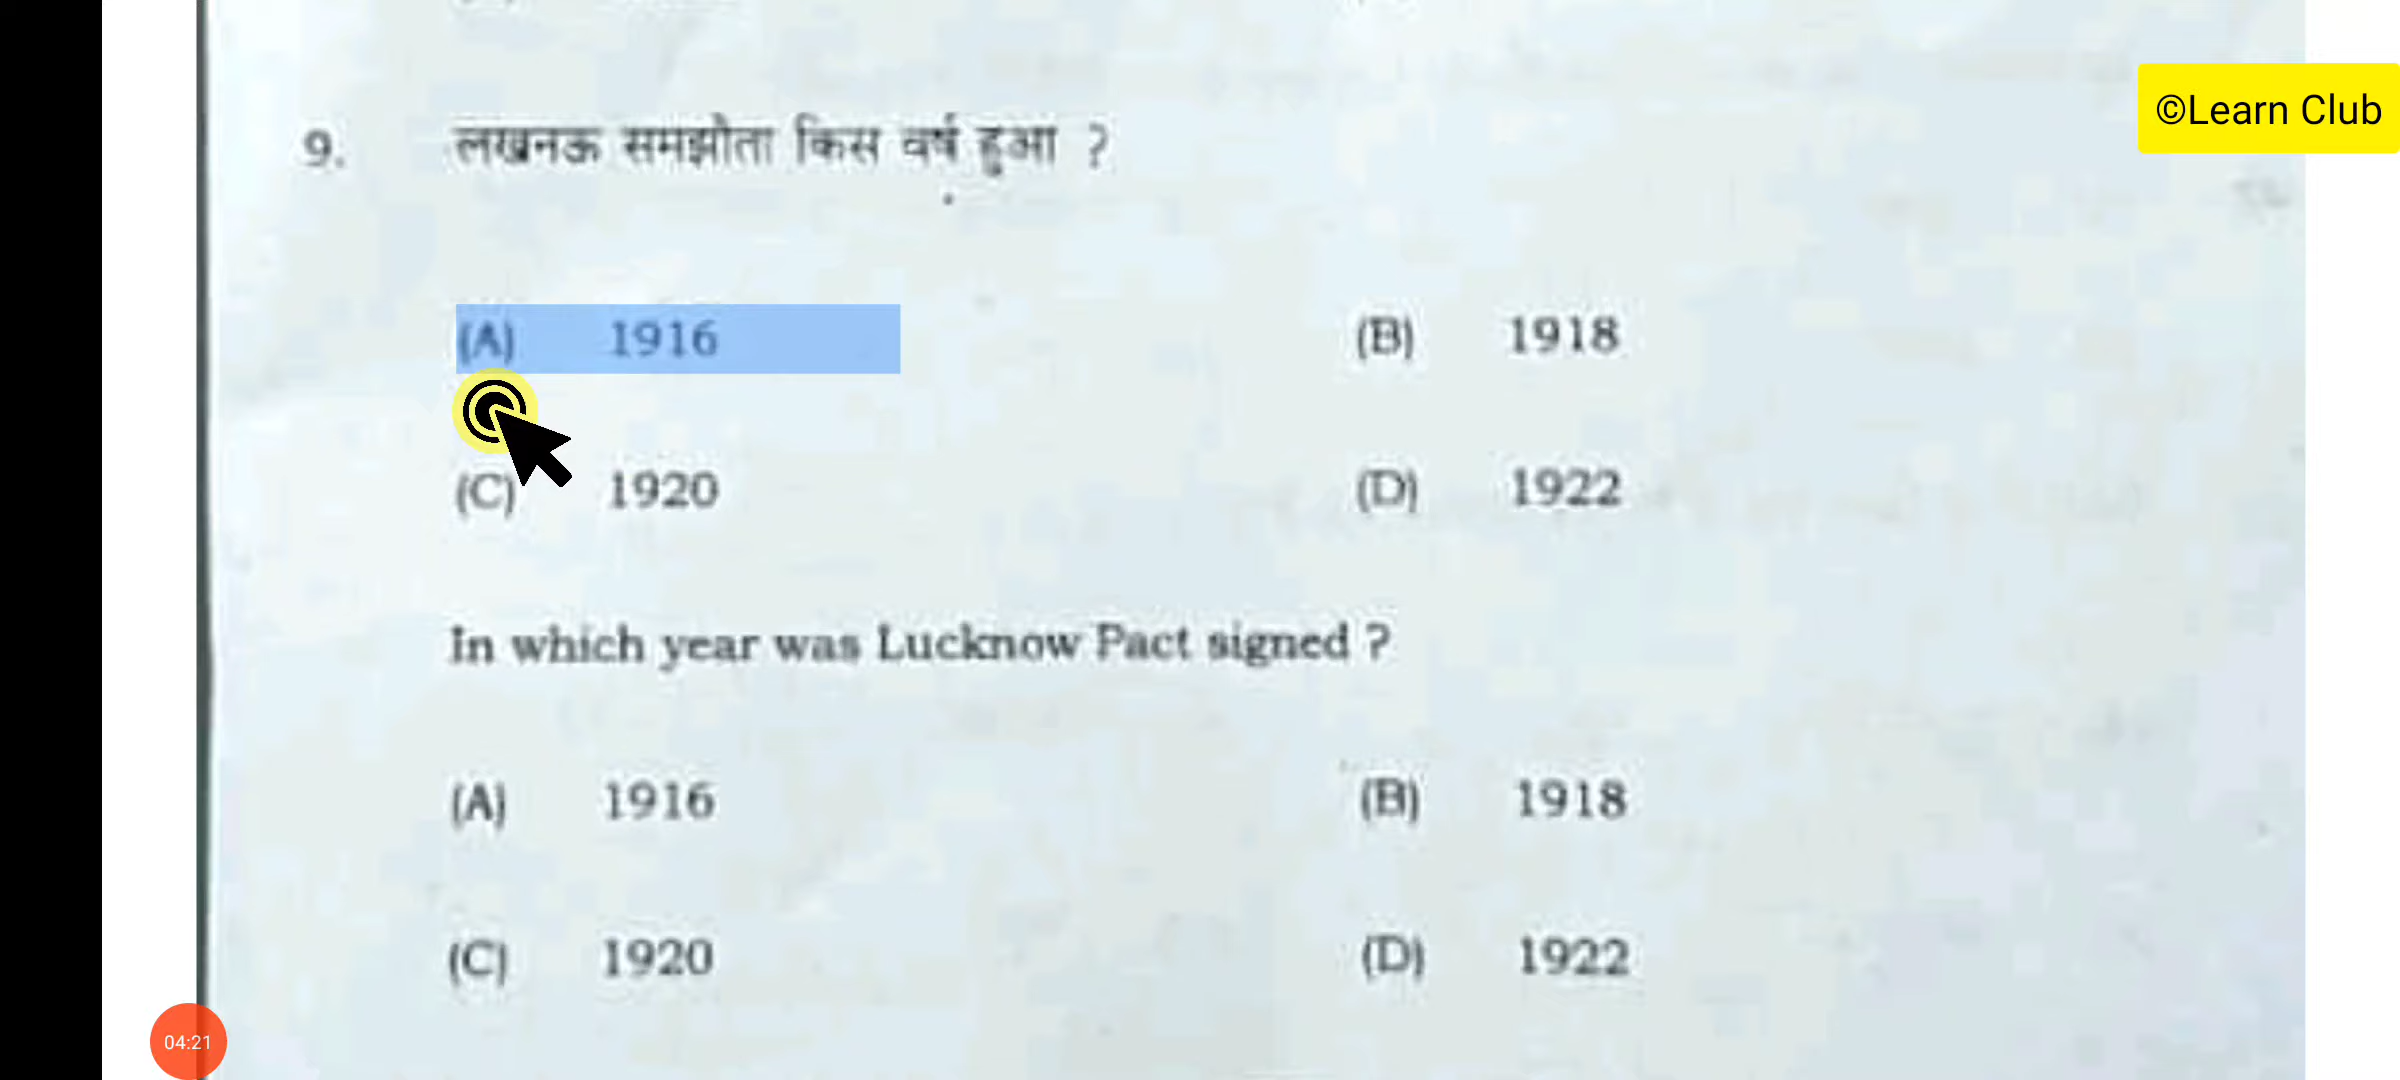 ©Learn Club
9. लखनऊ समझौता किस वर्ष हुआ ?
(A) 1916 (B) 1918
(C) 1920 (D) 1922
In which year was Lucknow Pact signed ?
(A) 1916 (B) 1918
(C) 1920 (D) 1922
04:21